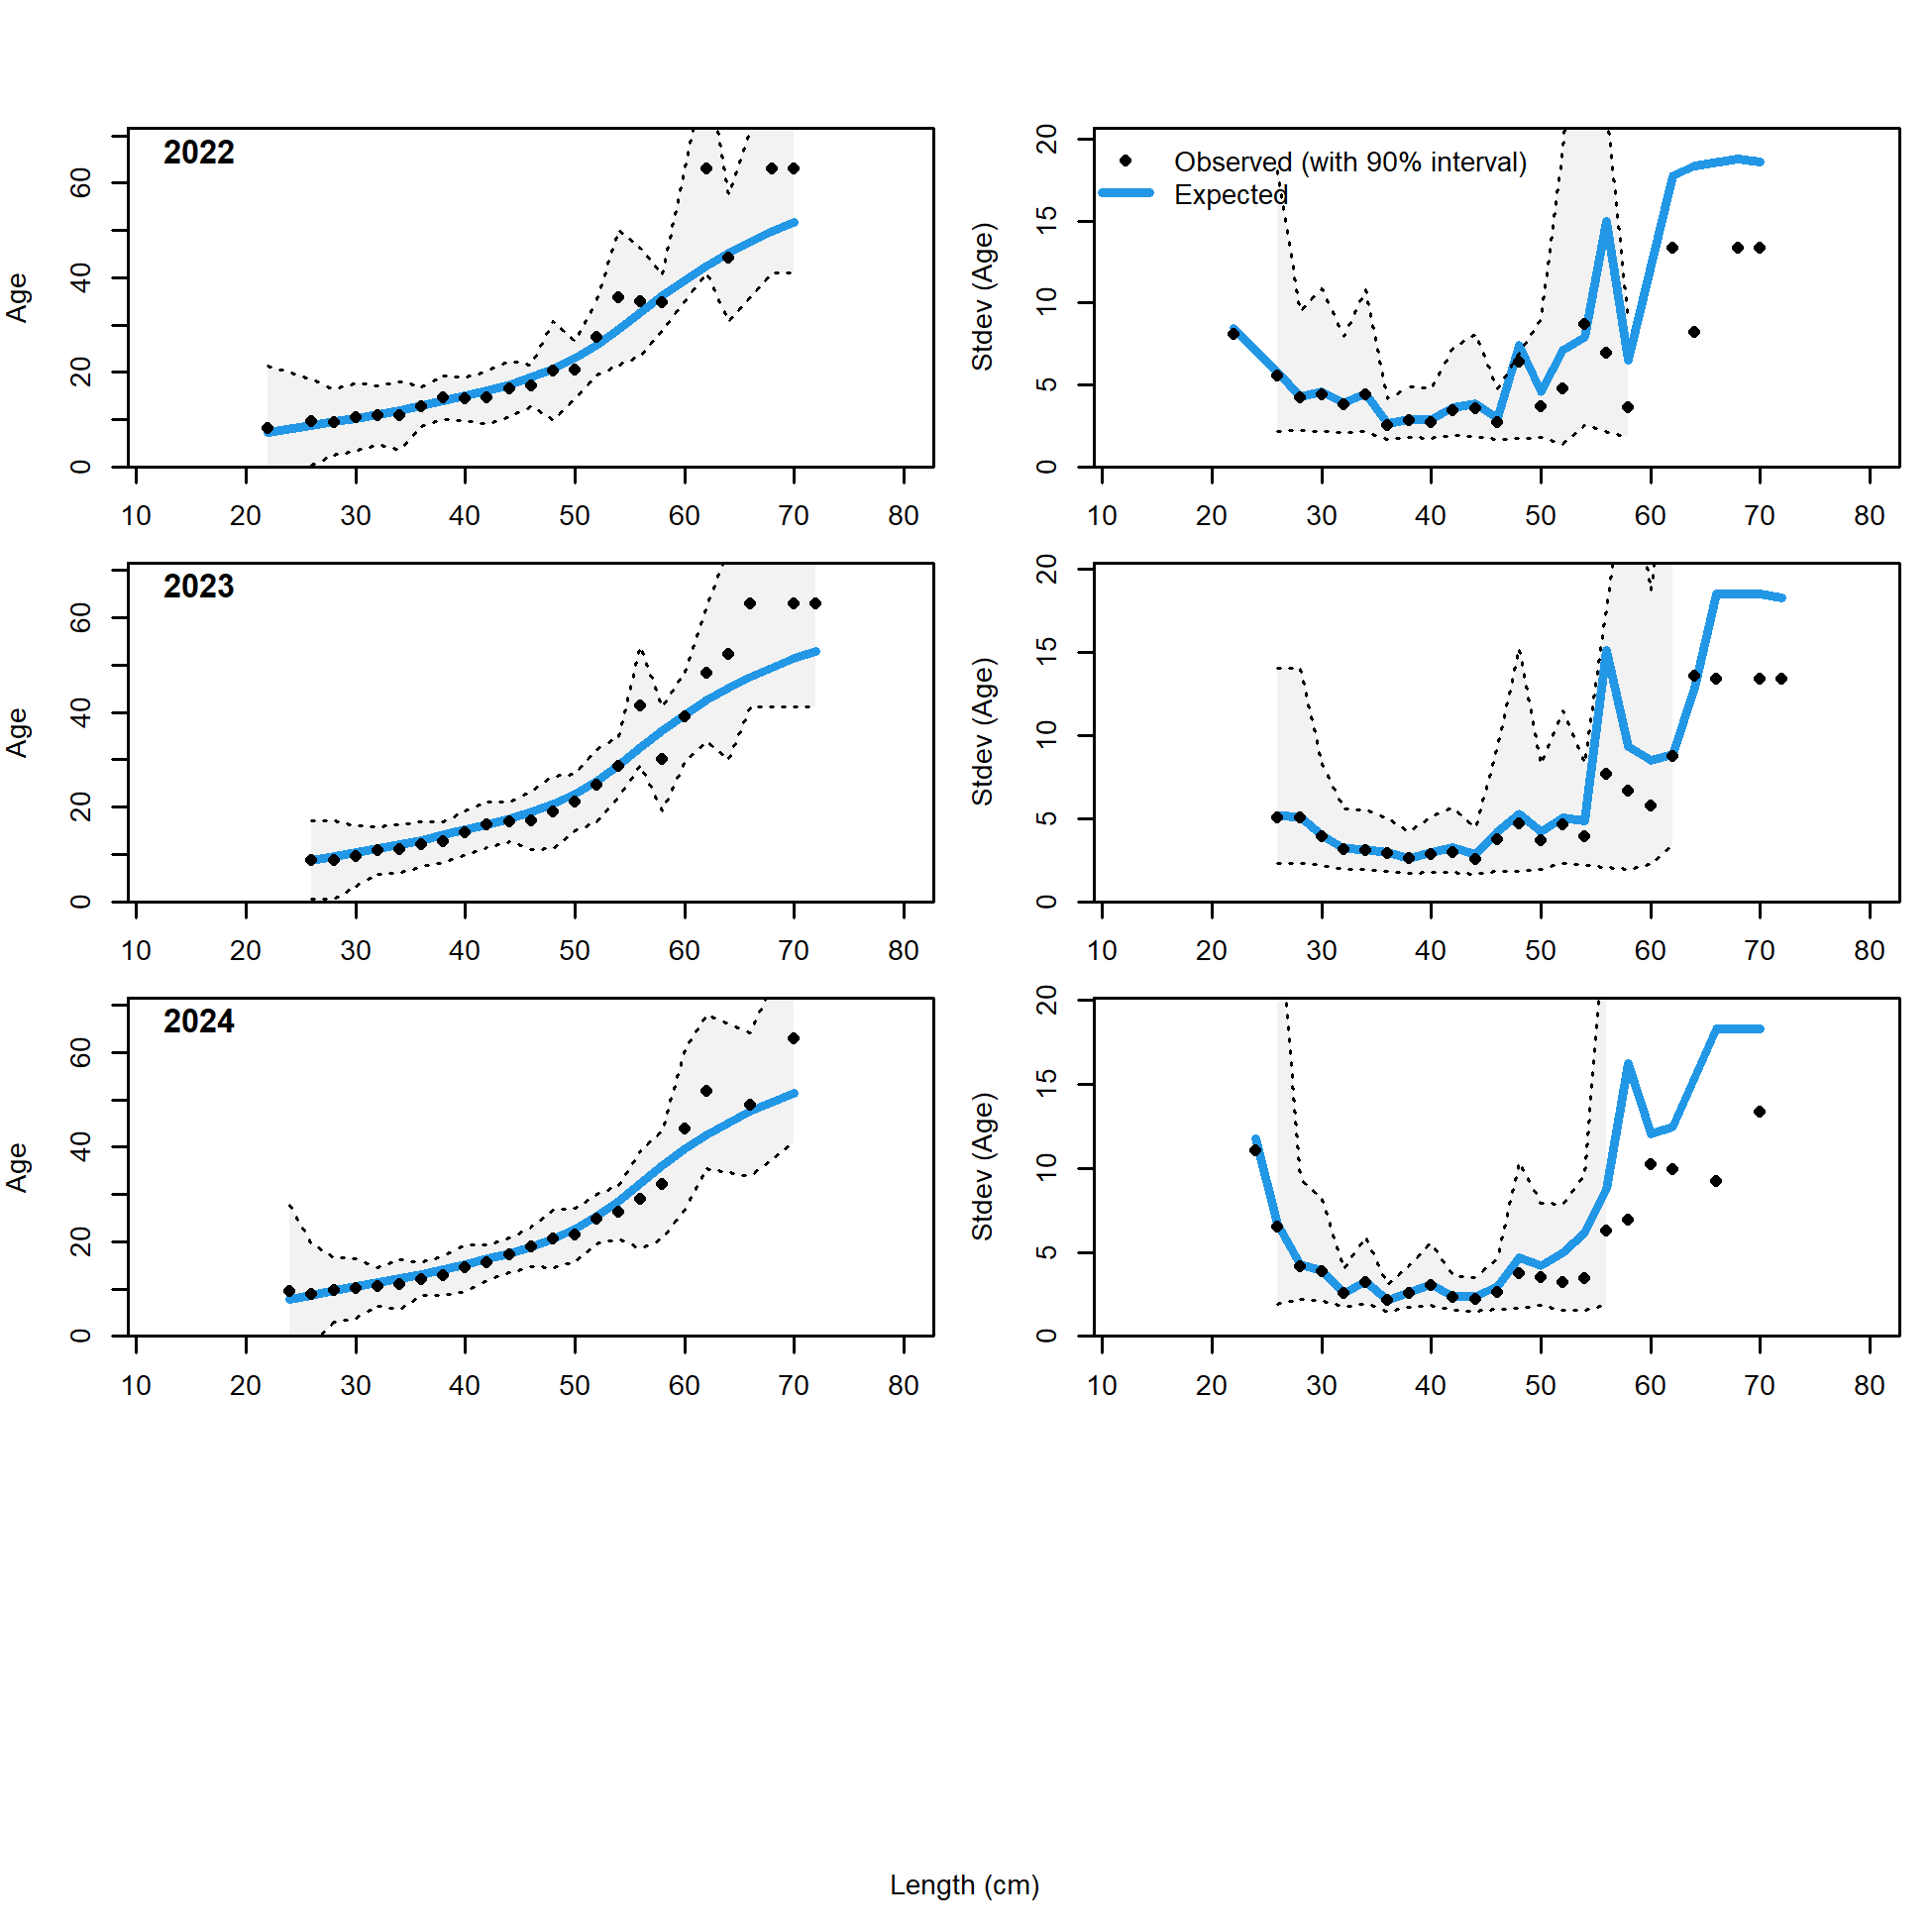 2022
Age
0 20 40 60
10 20 30 40 50 60 70 80
Observed (with 90% interval)
Expected
Stdev (Age)
0 5 10 15 20
10 20 30 40 50 60 70 80
2023
Age
0 20 40 60
10 20 30 40 50 60 70 80
Stdev (Age)
0 5 10 15 20
10 20 30 40 50 60 70 80
2024
Age
0 20 40 60
10 20 30 40 50 60 70 80
Stdev (Age)
0 5 10 15 20
10 20 30 40 50 60 70 80
Length (cm)